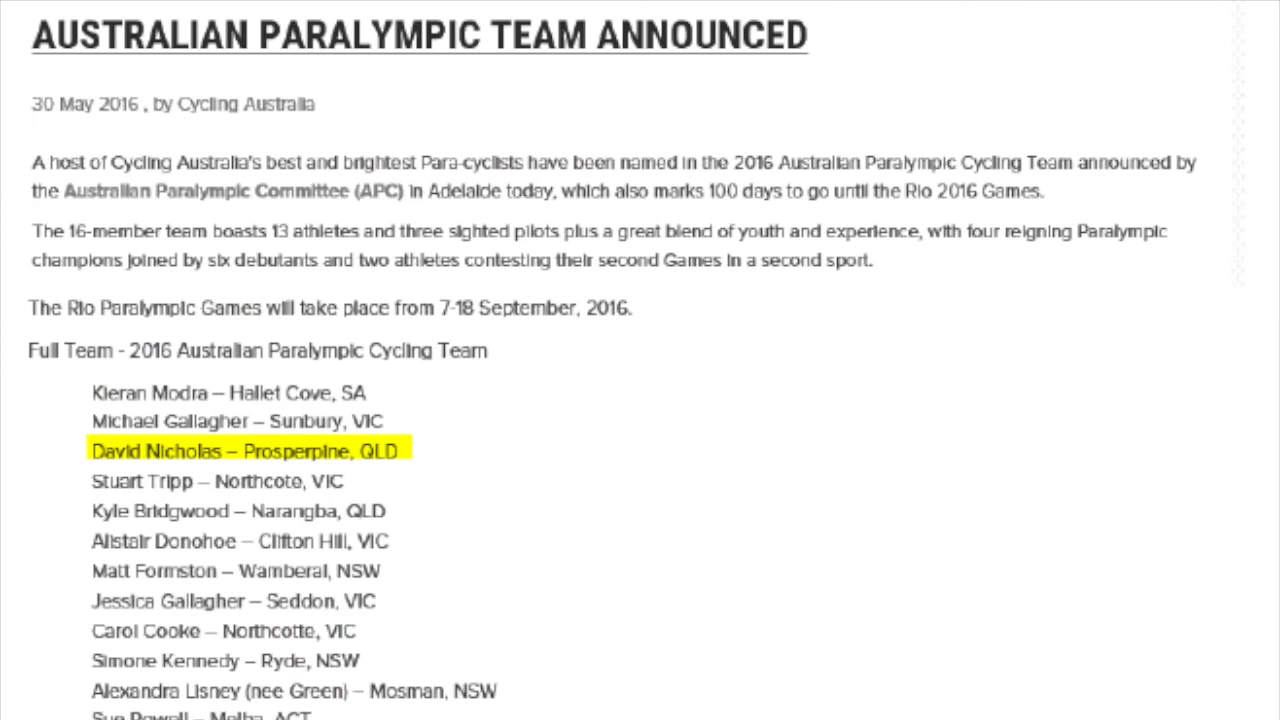 AUSTRALIAN PARALYMPIC TEAM ANNOUNCED
30 May 2016 , by Cycling Australia
A host of Cycling Australia's best and brightest Para-cyclists have been named in the 2016 Australian Paralympic Cycling Team announced by
the Australian Paralympic Committee (APC) in Adelaide today, which also marks 100 days to go until the Rio 2016 Games.
The 16-member team boasts 13 athletes and three sighted pilots plus a great blend of youth and experience, with four reigning Paralympic
champions joined by six debutants and two athletes contesting their second Games in a second sport.
The Rio Paralympic Games will take place from 7-18 September, 2016.
Full Team - 2016 Australian Paralympic Cycling Team
Kieran Modra – Hallet Cove, SA
Michael Gallagher – Sunbury, VIC
David Nicholas – Prosperpine, QLD
Stuart Tripp – Northcote, VIC
Kyle Bridgwood – Narangba, QLD
Alistair Donohoe – Clifton Hill, VIC
Matt Formston – Wamberal, NSW
Jessica Gallagher – Seddon, VIC
Carol Cooke – Northcotte, VIC
Simone Kennedy – Ryde, NSW
Alexandra Lisney (nee Green) – Mosman, NSW
Sue Powell – Melba, ACT